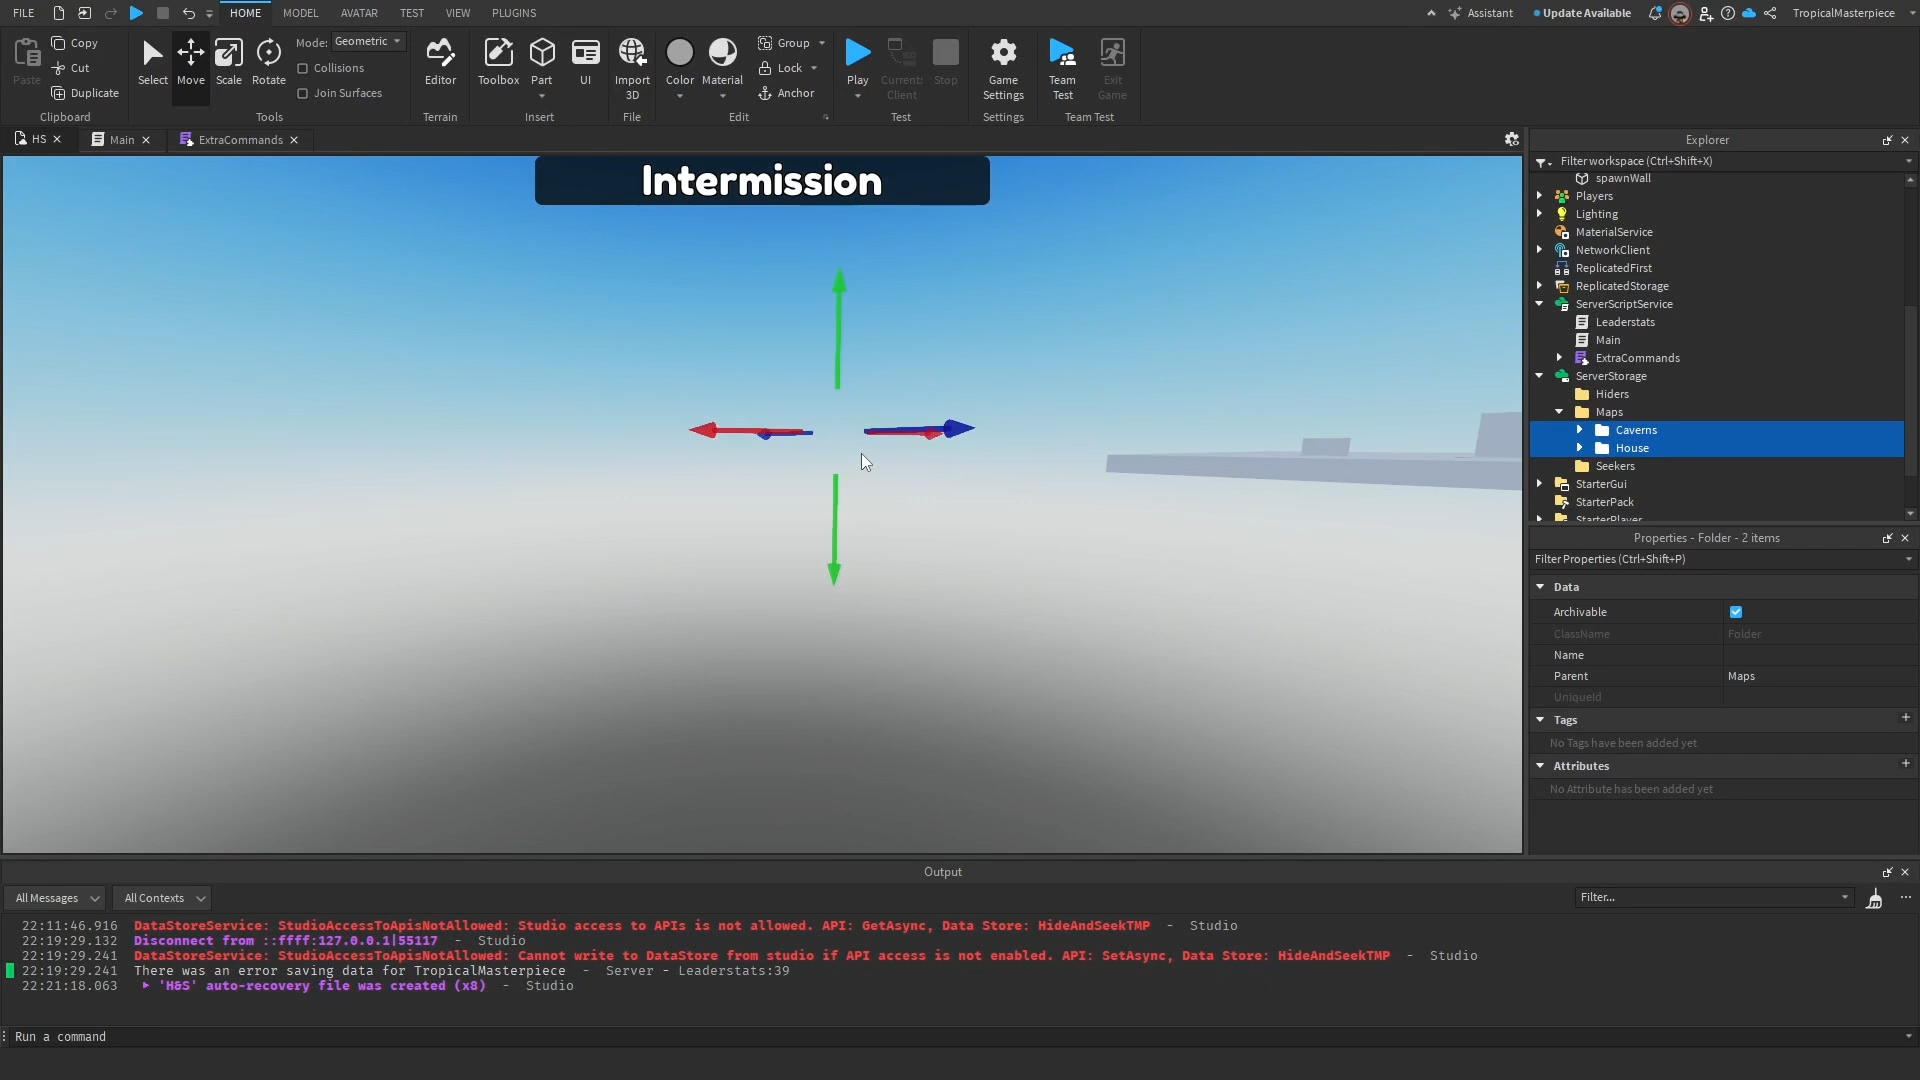 FILE
HOME
MODEL
AVATAR
TEST
VIEW
PLUGINS
Assistant
Update Available
TropicalMasterpiece
Paste
Copy
Cut
Duplicate
Clipboard
Select
Move
Scale
Rotate
Mode: Geometric
Collisions
Join Surfaces
Tools
Editor
Terrain
Toolbox
Part
UI
Insert
Import
3D
File
Color
Material
Group
Lock
Anchor
Edit
Play
Current:
Client
Stop
Test
Game
Settings
Settings
Team
Test
Exit
Game
Team Test
HS
Main
ExtraCommands
Intermission
Explorer
Filter workspace (Ctrl+Shift+X)
spawnWall
Players
Lighting
MaterialService
NetworkClient
ReplicatedFirst
ReplicatedStorage
ServerScriptService
Leaderstats
Main
ExtraCommands
ServerStorage
Hiders
Maps
Caverns
House
Seekers
StarterGui
StarterPack
StarterPlayer
Properties - Folder - 2 items
Filter Properties (Ctrl+Shift+P)
Data
Archivable
ClassName Folder
Name
Parent Maps
UniqueId
Tags
No Tags have been added yet
Attributes
No Attribute has been added yet
Output
All Messages
All Contexts
Filter...
22:11:46.916 DataStoreService: StudioAccessToApisNotAllowed: Studio access to APIs is not allowed. API: GetAsync, Data Store: HideAndSeekTMP - Studio
22:19:29.132 Disconnect from ::ffff:127.0.0.1|55117 - Studio
22:19:29.241 DataStoreService: StudioAccessToApisNotAllowed: Cannot write to DataStore from studio if API access is not enabled. API: SetAsync, Data Store: HideAndSeekTMP - Studio
22:19:29.241 There was an error saving data for TropicalMasterpiece - Server - Leaderstats:39
22:21:18.063 'H&S' auto-recovery file was created (x8) - Studio
Run a command